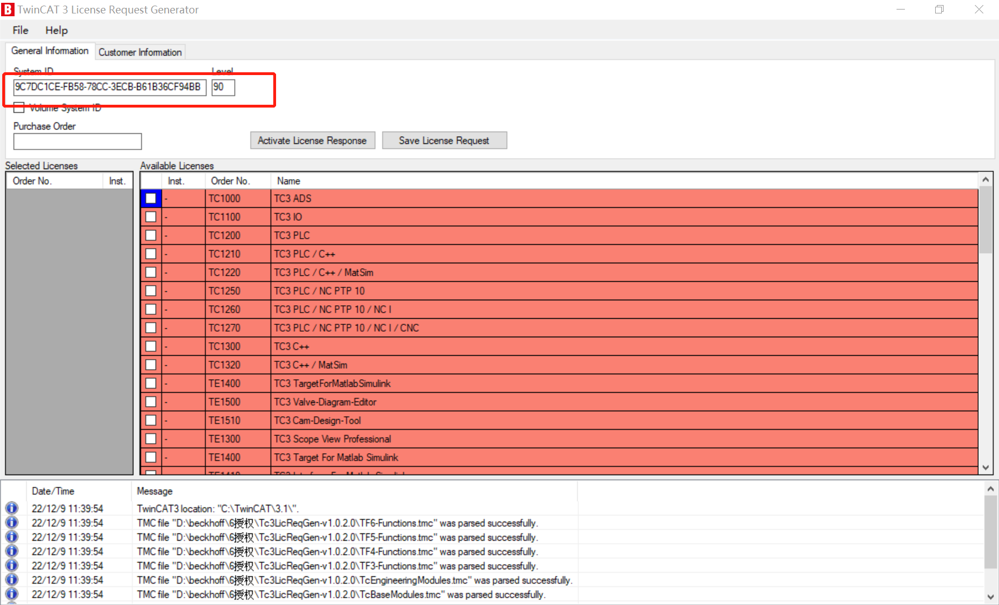 B TwinCAT 3 License Request Generator
File Help
General Information Customer Information
System ID Level
9C7DC1CE-FB58-78CC-3ECB-B61B36CF94BB 90
Volume System ID
Purchase Order
Activate License Response Save License Request
Selected Licenses Available Licenses
Order No. Inst. Inst. Order No. Name
- TC1000 TC3 ADS
- TC1100 TC3 IO
- TC1200 TC3 PLC
- TC1210 TC3 PLC / C++
- TC1220 TC3 PLC / C++ / MatSim
- TC1250 TC3 PLC / NC PTP 10
- TC1260 TC3 PLC / NC PTP 10 / NC I
- TC1270 TC3 PLC / NC PTP 10 / NC I / CNC
- TC1300 TC3 C++
- TC1320 TC3 C++ / MatSim
- TE1400 TC3 TargetForMatlabSimulink
- TE1500 TC3 Valve-Diagram-Editor
- TE1510 TC3 Cam-Design-Tool
- TE1300 TC3 Scope View Professional
- TE1400 TC3 Target For Matlab Simulink
TE1410 TC3 Interface For Matlab Simulink
Date/Time Message
22/12/9 11:39:54 TwinCAT3 location: "C:\TwinCAT\3.1\".
22/12/9 11:39:54 TMC file "D:\beckhoff\6授权\Tc3LicReqGen-v1.0.2.0\TF6-Functions.tmc" was parsed successfully.
22/12/9 11:39:54 TMC file "D:\beckhoff\6授权\Tc3LicReqGen-v1.0.2.0\TF5-Functions.tmc" was parsed successfully.
22/12/9 11:39:54 TMC file "D:\beckhoff\6授权\Tc3LicReqGen-v1.0.2.0\TF4-Functions.tmc" was parsed successfully.
22/12/9 11:39:54 TMC file "D:\beckhoff\6授权\Tc3LicReqGen-v1.0.2.0\TF3-Functions.tmc" was parsed successfully.
22/12/9 11:39:54 TMC file "D:\beckhoff\6授权\Tc3LicReqGen-v1.0.2.0\TcEngineeringModules.tmc" was parsed successfully.
22/12/9 11:39:54 TMC file "D:\beckhoff\6授权\Tc3LicReqGen-v1.0.2.0\TcBaseModules.tmc" was parsed successfully.